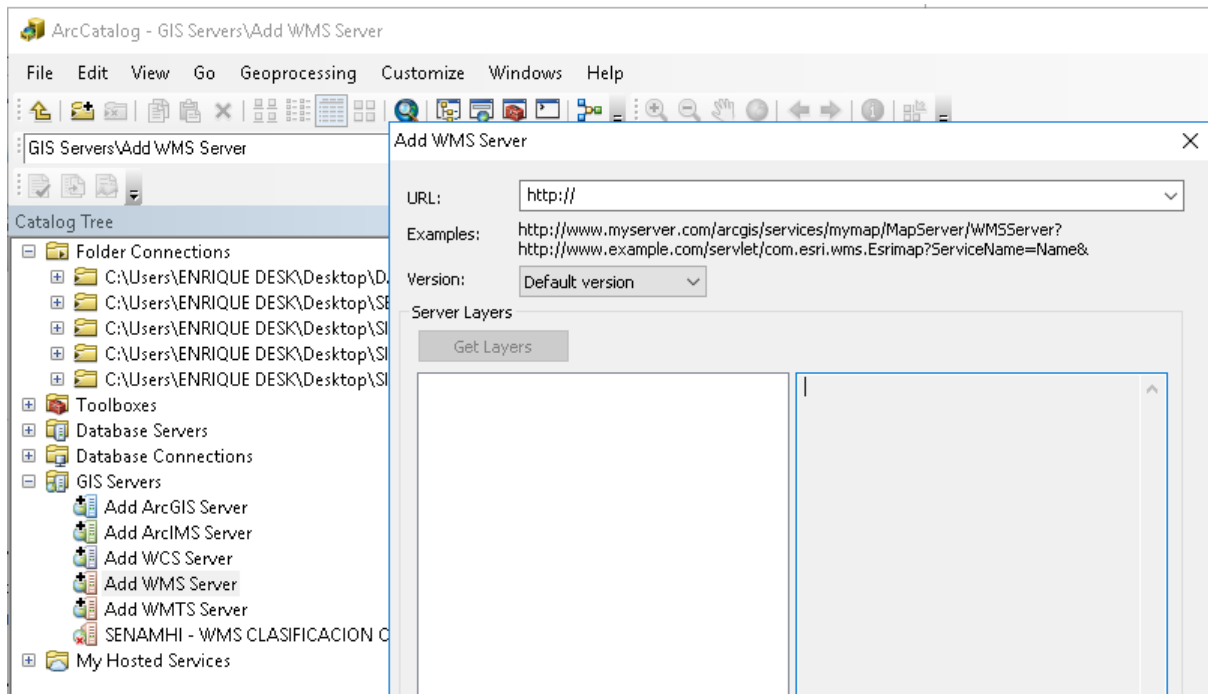 ArcCatalog - GIS Servers\Add WMS Server
File Edit View Go Geoprocessing Customize Windows Help
GIS Servers\Add WMS Server
Catalog Tree
Folder Connections
C:\Users\ENRIQUE DESK\Desktop\D
C:\Users\ENRIQUE DESK\Desktop\SE
C:\Users\ENRIQUE DESK\Desktop\SI
C:\Users\ENRIQUE DESK\Desktop\SI
C:\Users\ENRIQUE DESK\Desktop\SI
Toolboxes
Database Servers
Database Connections
GIS Servers
Add ArcGIS Server
Add ArcIMS Server
Add WCS Server
Add WMS Server
Add WMTS Server
SENAMHI - WMS CLASIFICACION C
My Hosted Services
Add WMS Server
URL: http://
Examples: http://www.myserver.com/arcgis/services/mymap/MapServer/WMSServer?
http://www.example.com/servlet/com.esri.wms.Esrimap?ServiceName=Name&
Version: Default version
Server Layers
Get Layers